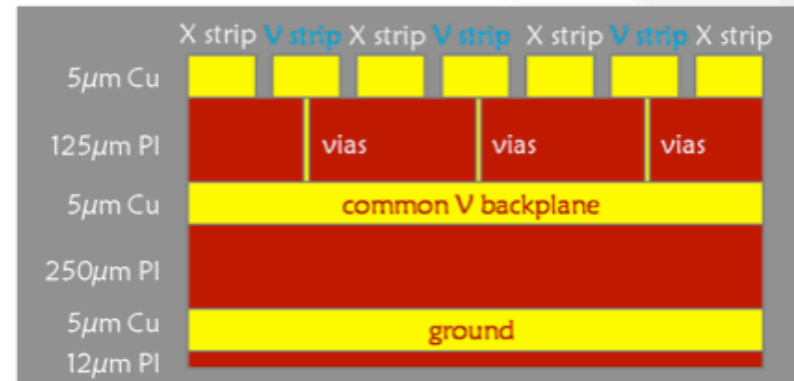 X strip V strip X strip V strip X strip V strip X strip
5µm Cu
125µm PI
vias vias vias
5µm Cu
common V backplane
250µm PI
5µm Cu
ground
12µm PI